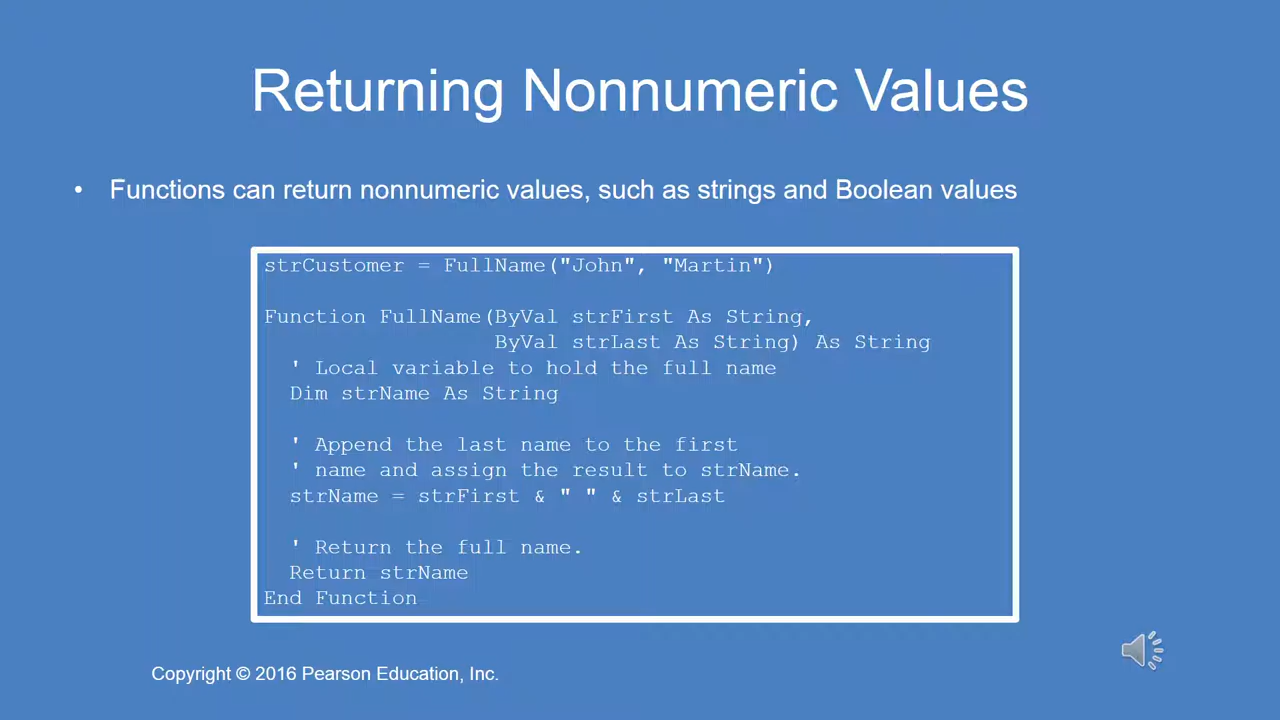 Returning Nonnumeric Values
• Functions can return nonnumeric values, such as strings and Boolean values
strCustomer = FullName("John", "Martin")
Function FullName(ByVal strFirst As String,
ByVal strLast As String) As String
' Local variable to hold the full name
Dim strName As String
' Append the last name to the first
' name and assign the result to strName.
strName = strFirst & " " & strLast
' Return the full name.
Return strName
End Function
Copyright © 2016 Pearson Education, Inc.